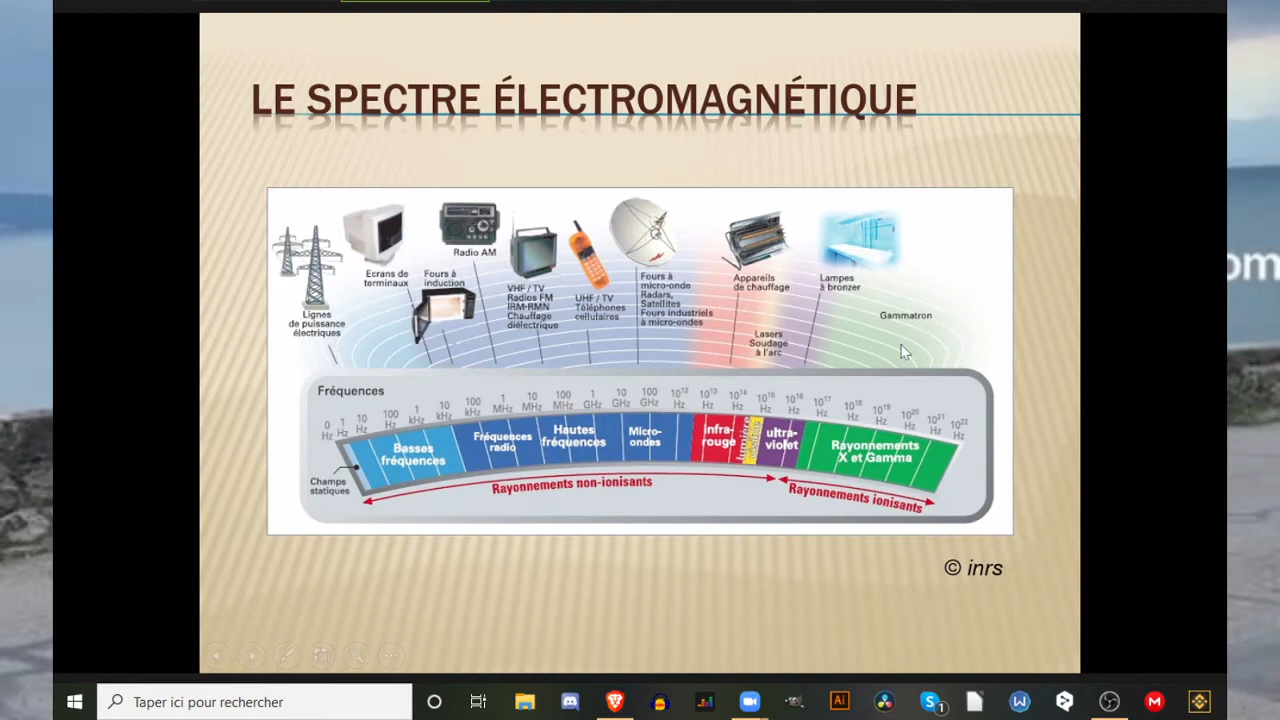 LE SPECTRE ÉLECTROMAGNÉTIQUE
Lignes
de puissance
électriques
Ecrans de
terminaux
Fours à
induction
Radio AM
VHF / TV
Radios FM
IRM-RMN
Chauffage
diélectrique
UHF / TV
Téléphones
cellulaires
Fours à
micro-onde
Radars,
Satellites
Fours industriels
à micro-ondes
Appareils
de chauffage
Lasers
Soudage
à l'arc
Lampes
à bronzer
Gammatron
Fréquences
0 Hz
1 Hz
10 Hz
100 Hz
1 kHz
10 kHz
100 kHz
1 MHz
10 MHz
100 MHz
1 GHz
10 GHz
100 GHz
10¹² Hz
10¹³ Hz
10¹⁴ Hz
10¹⁵ Hz
10¹⁶ Hz
10¹⁷ Hz
10¹⁸ Hz
10¹⁹ Hz
10²⁰ Hz
10²¹ Hz
10²² Hz
Champs
statiques
Basses
fréquences
Fréquences
radio
Hautes
fréquences
Micro-
ondes
infra-
rouge
lumière
ultra-
violet
Rayonnements
X et Gamma
Rayonnements non-ionisants
Rayonnements ionisants
© inrs
om
Taper ici pour rechercher
Ai
S 1
W
M